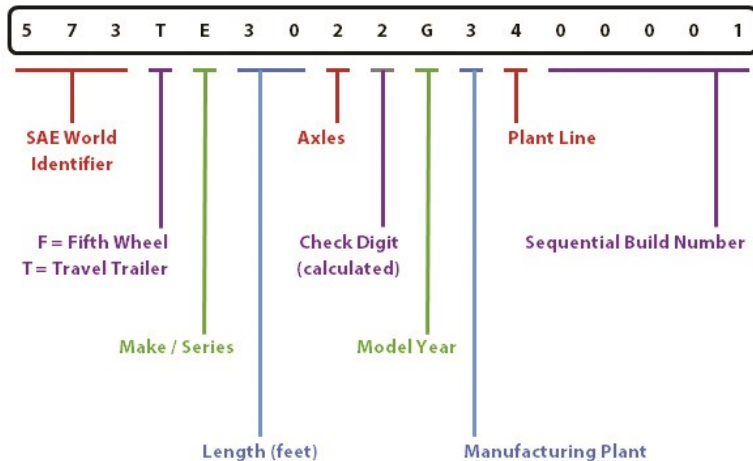 5 7 3 T E 3 0 2 2 G 3 4 0 0 0 0 1
SAE World
Identifier
Axles
Plant Line
F = Fifth Wheel
T = Travel Trailer
Check Digit
(calculated)
Sequential Build Number
Make / Series
Model Year
Length (feet)
Manufacturing Plant